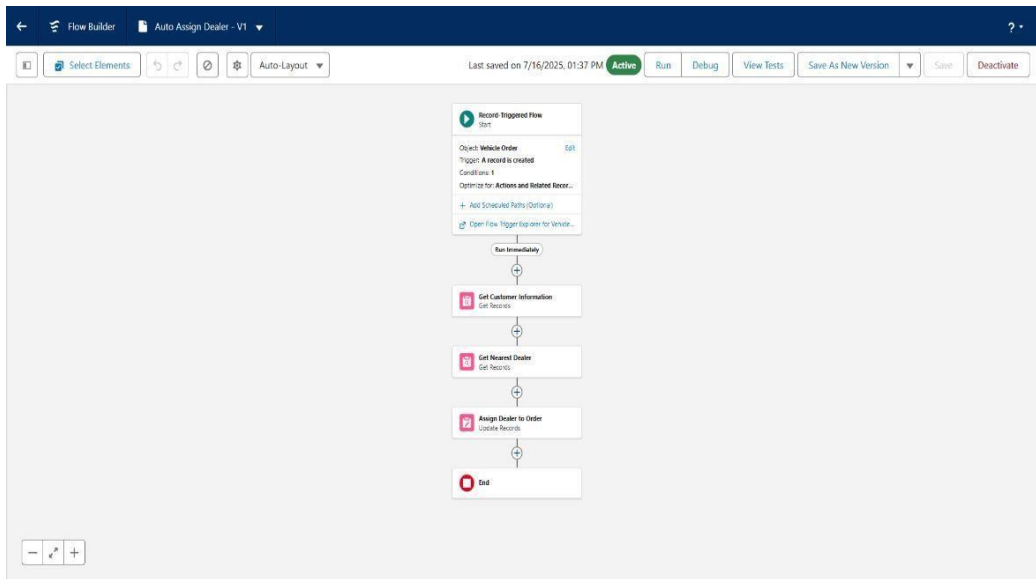 Flow Builder
Auto Assign Dealer - V1
?
Select Elements
Auto-Layout
Last saved on 7/16/2025, 01:37 PM
Active
Run
Debug
View Tests
Save As New Version
Save
Deactivate
Record-Triggered Flow
Start
Object: Vehicle Order
Edit
Trigger: A record is created
Conditions: 1
Optimize for: Actions and Related Recor...
+ Add Scheduled Paths (Optional)
Open Flow Trigger Explorer for Vehicle...
Run Immediately
Get Customer Information
Get Records
Get Nearest Dealer
Get Records
Assign Dealer to Order
Update Records
End